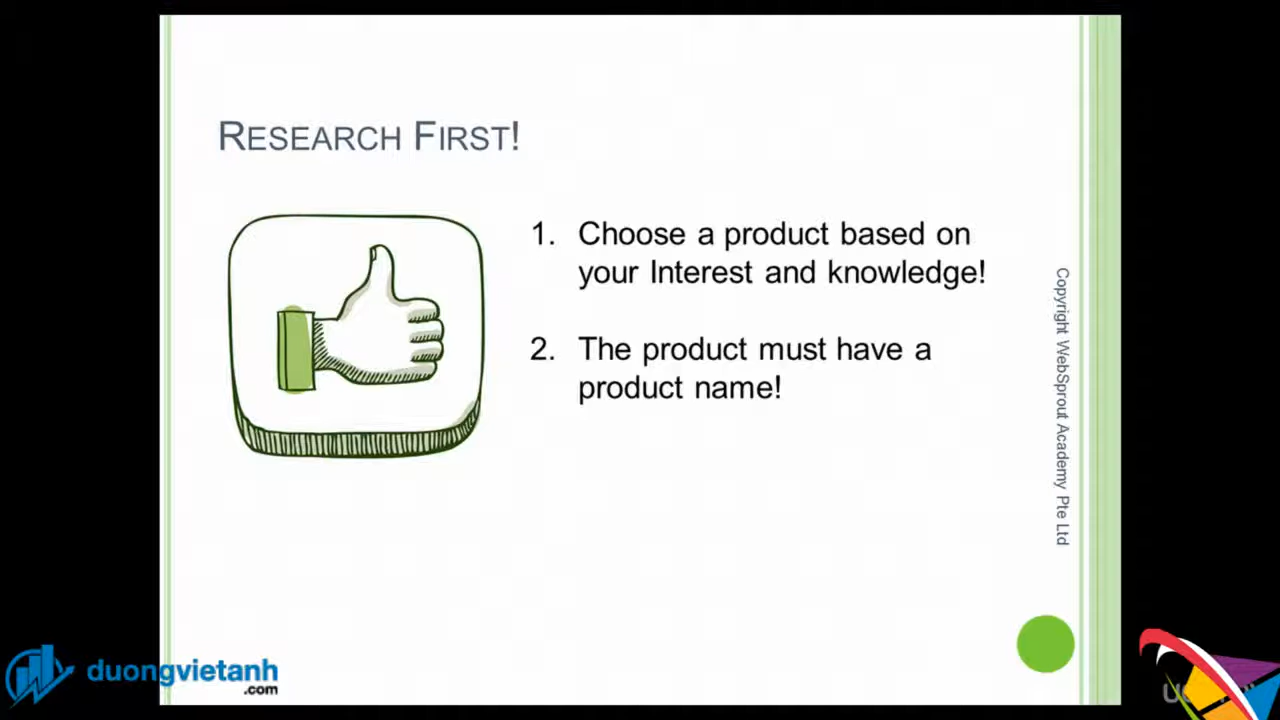 RESEARCH FIRST!
1. Choose a product based on
your Interest and knowledge!
2. The product must have a
product name!
Copyright WebSprout Academy Pte Ltd
duongvietanh
.com